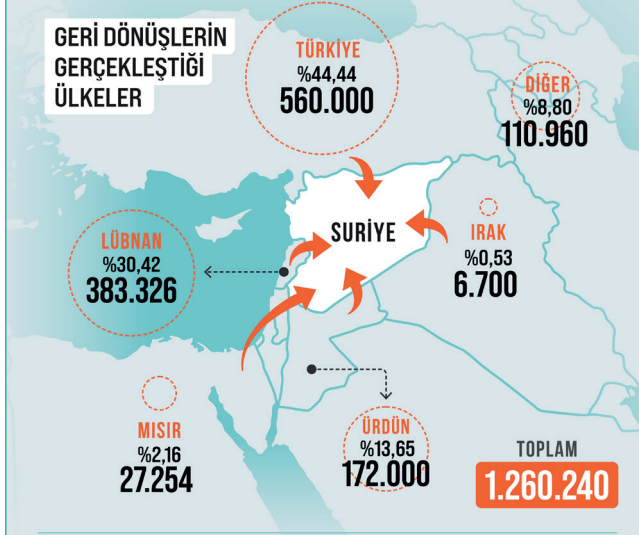 GERİ DÖNÜŞLERİN
GERÇEKLEŞTİĞİ
ÜLKELER
TÜRKİYE
%44,44
560.000
DİĞER
%8,80
110.960
SURİYE
LÜBNAN
%30,42
383.326
IRAK
%0,53
6.700
MISIR
%2,16
27.254
ÜRDÜN
%13,65
172.000
TOPLAM
1.260.240